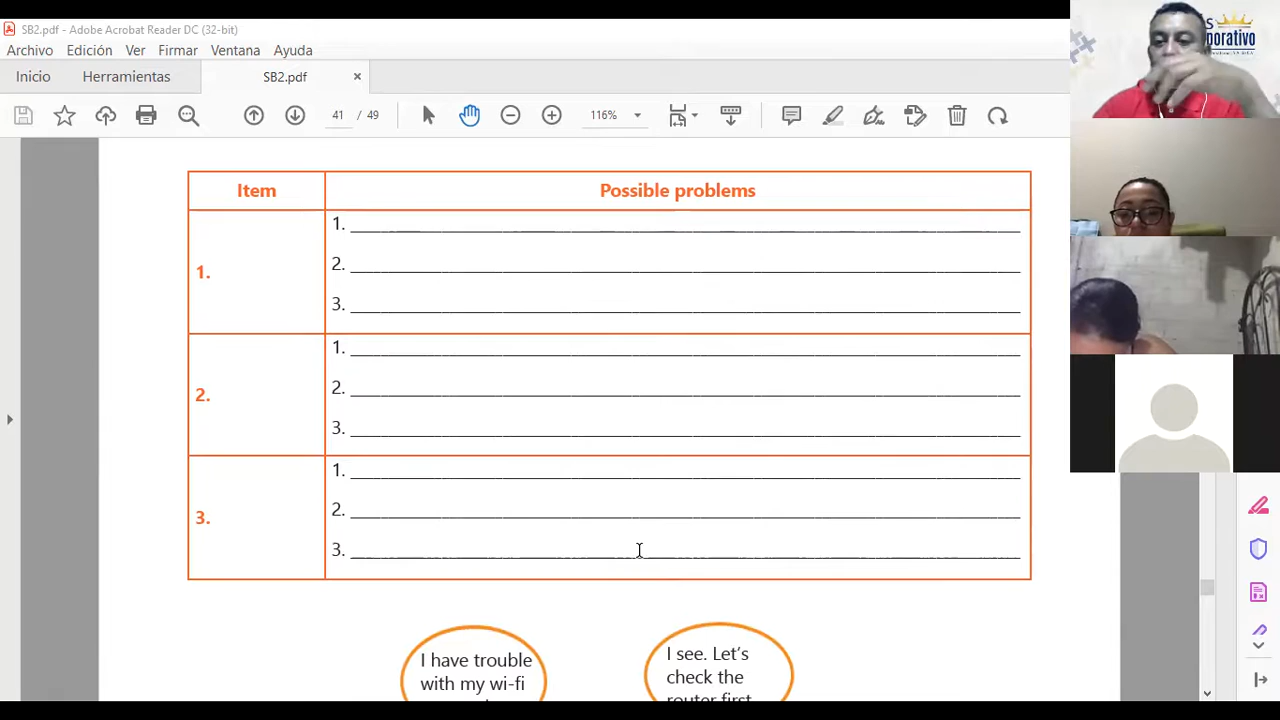 SB2.pdf - Adobe Acrobat Reader DC (32-bit)
Archivo Edición Ver Firmar Ventana Ayuda
Inicio Herramientas SB2.pdf ×
41 / 49 116%
Item Possible problems
1.
1.
2.
3.
2.
1.
2.
3.
3.
1.
2.
3.
I have trouble
with my wi-fi
I see. Let's
check the
router first